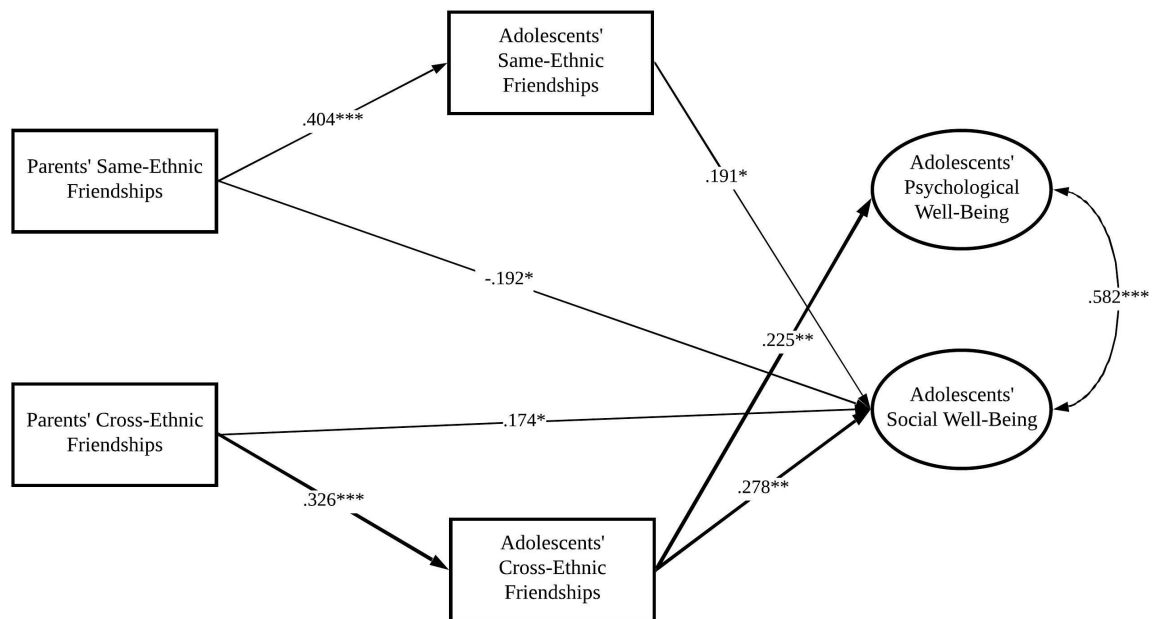 Adolescents'
Same-Ethnic
Friendships
.404***
Parents' Same-Ethnic
Friendships
.191*
Adolescents'
Psychological
Well-Being
-.192*
.582***
.225**
Parents' Cross-Ethnic
Friendships
.174*
Adolescents'
Social Well-Being
.326***
.278**
Adolescents'
Cross-Ethnic
Friendships